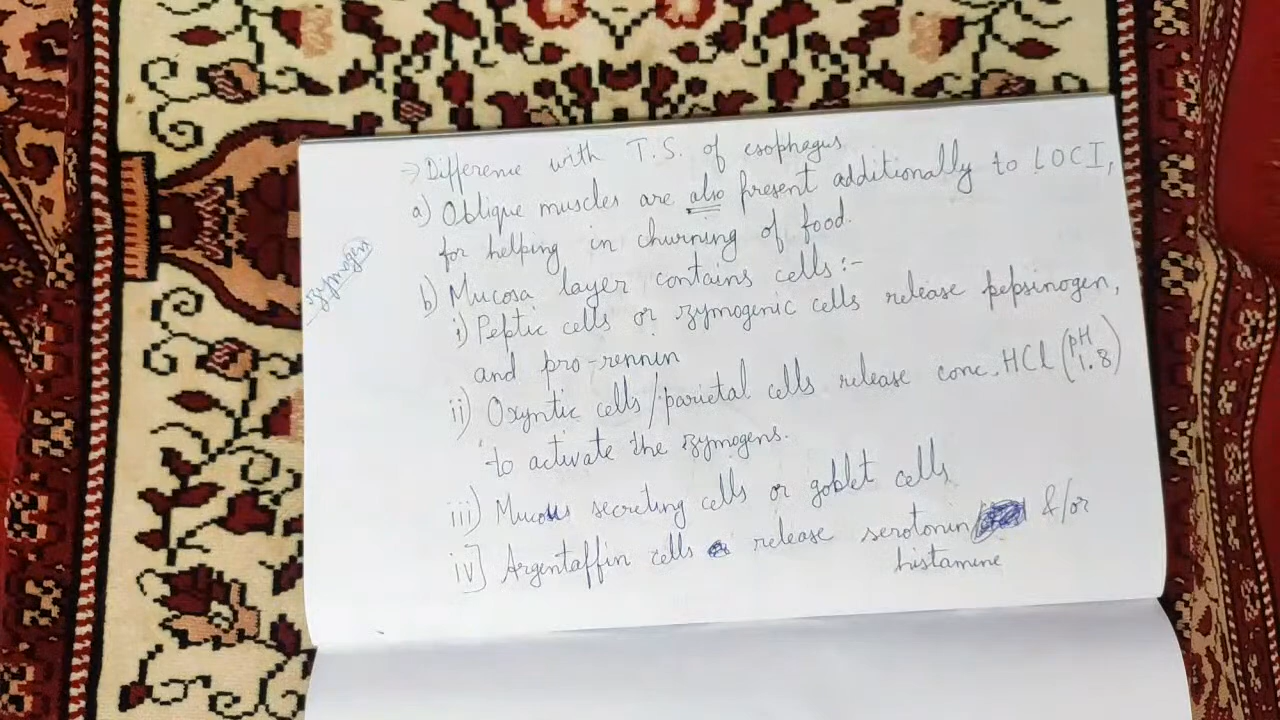 → Difference with T.S. of esophagus
a) Oblique muscles are also present additionally to LOCI,
for helping in churning of food.
b) Mucosa layer contains cells:-
i) Peptic cells or zymogenic cells release pepsinogen,
and pro-rennin
ii) Oxyntic cells/parietal cells release conc. HCl (pH 1.8)
to activate the zymogens.
iii) Mucous secreting cells or goblet cells
iv] Argentaffin cells release serotonin &/or
histamine
zymogen